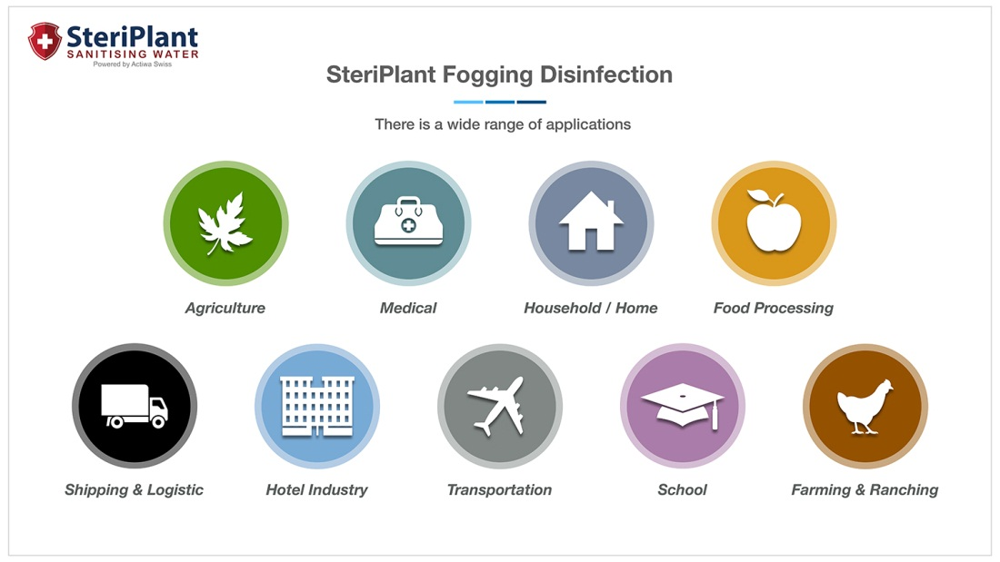 SteriPlant
SANITISING WATER
Powered by Actiwa Swiss
SteriPlant Fogging Disinfection
There is a wide range of applications
Agriculture
Medical
Household / Home
Food Processing
Shipping & Logistic
Hotel Industry
Transportation
School
Farming & Ranching